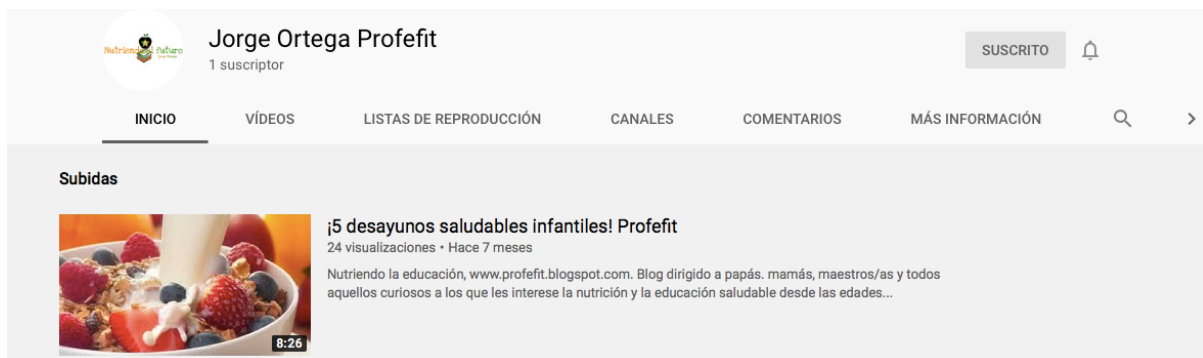 Nutriendo futuro
Jorge Ortega Profefit
1 suscriptor
SUSCRITO
INICIO VÍDEOS LISTAS DE REPRODUCCIÓN CANALES COMENTARIOS MÁS INFORMACIÓN
Subidas
¡5 desayunos saludables infantiles! Profefit
24 visualizaciones • Hace 7 meses
Nutriendo la educación, www.profefit.blogspot.com. Blog dirigido a papás. mamás, maestros/as y todos
aquellos curiosos a los que les interese la nutrición y la educación saludable desde las edades...
8:26